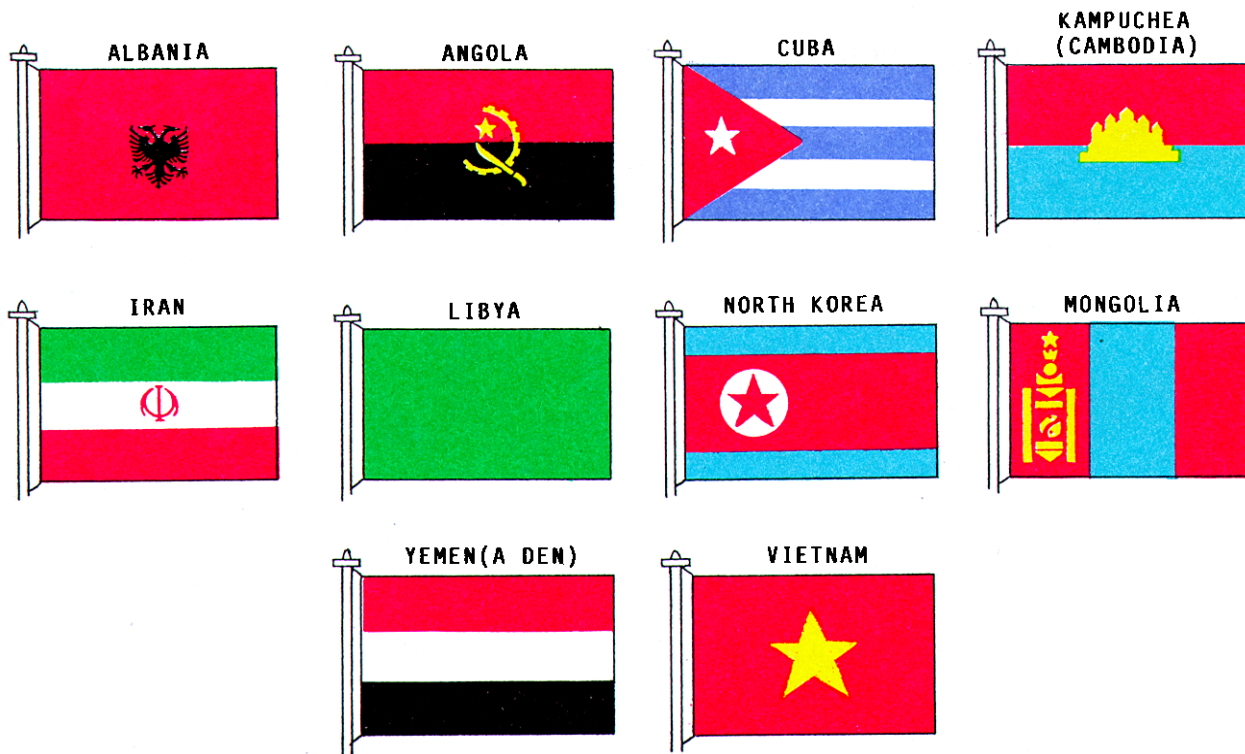 ALBANIA
ANGOLA
CUBA
KAMPUCHEA
(CAMBODIA)
IRAN
LIBYA
NORTH KOREA
MONGOLIA
YEMEN(A DEN)
VIETNAM